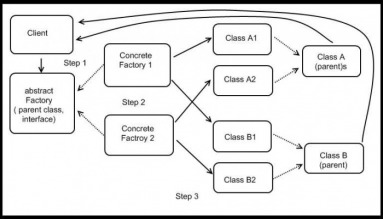 Client
Step 1
abstract
Factory
( parent class,
interface)
Concrete
Factory 1
Step 2
Concrete
Factroy 2
Class A1
Class A2
Class B1
Class B2
Step 3
Class A
(parent)s
Class B
(parent)